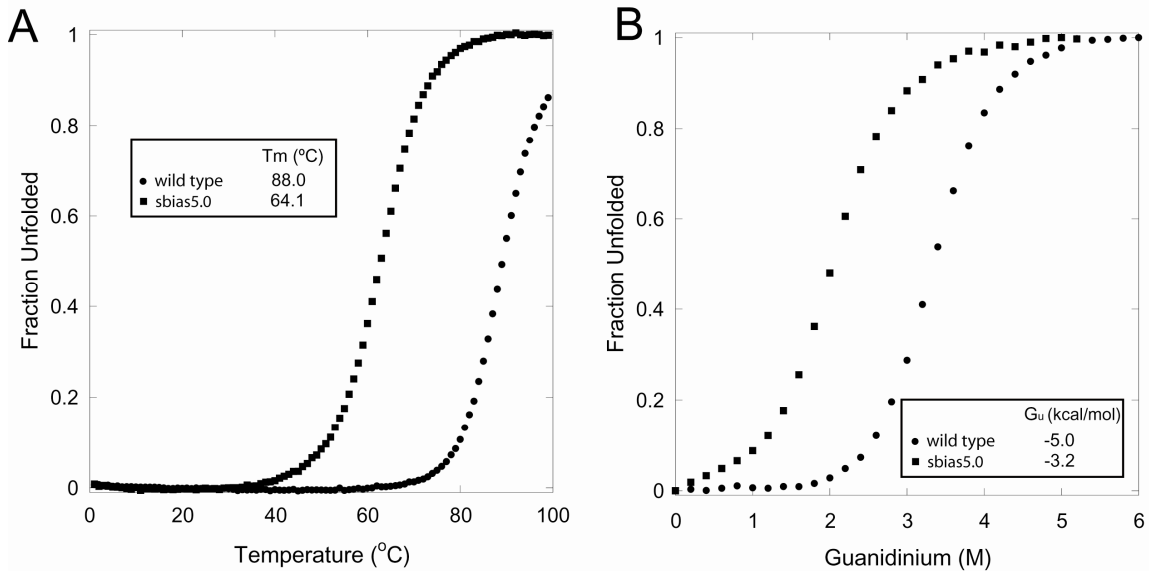 A
Fraction Unfolded
1
0.8
0.6
0.4
0.2
0
Tm (ºC)
wild type 88.0
sbias5.0 64.1
0 20 40 60 80 100
Temperature (°C)
B
Fraction Unfolded
1
0.8
0.6
0.4
0.2
0
Gu (kcal/mol)
wild type -5.0
sbias5.0 -3.2
0 1 2 3 4 5 6
Guanidinium (M)